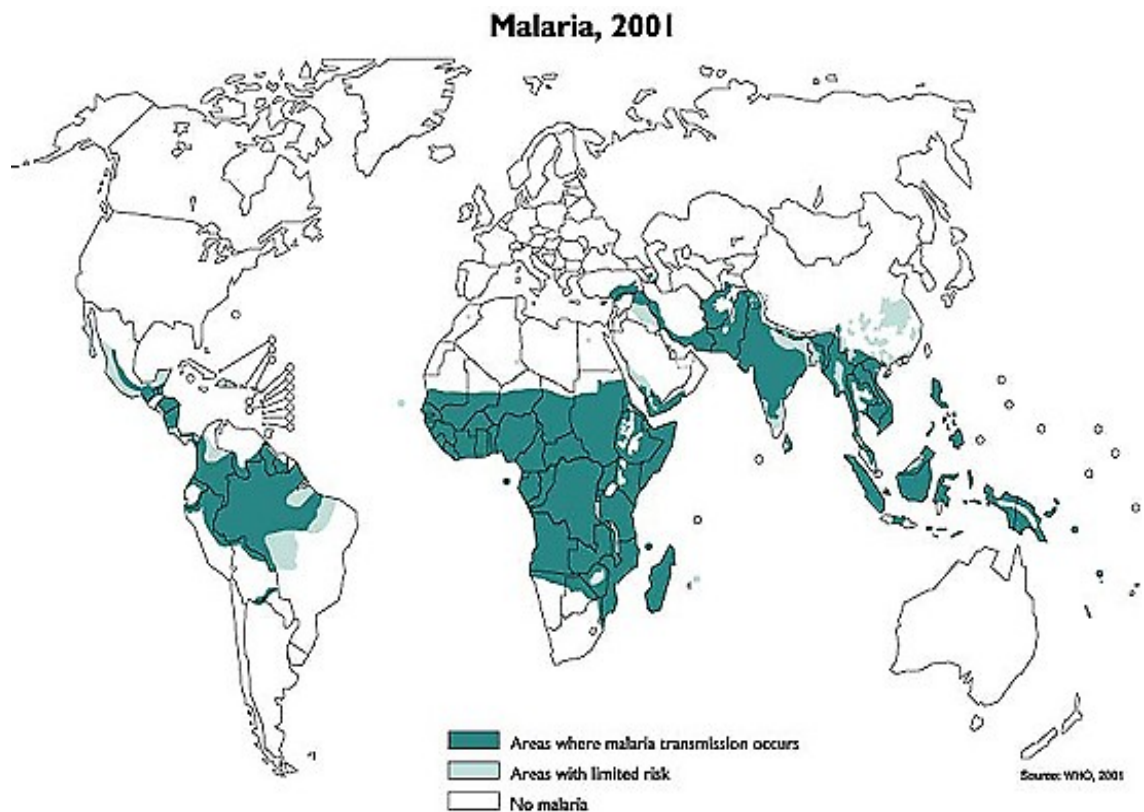 Malaria, 2001
Areas where malaria transmission occurs
Areas with limited risk
No malaria
Source: WHO, 2001